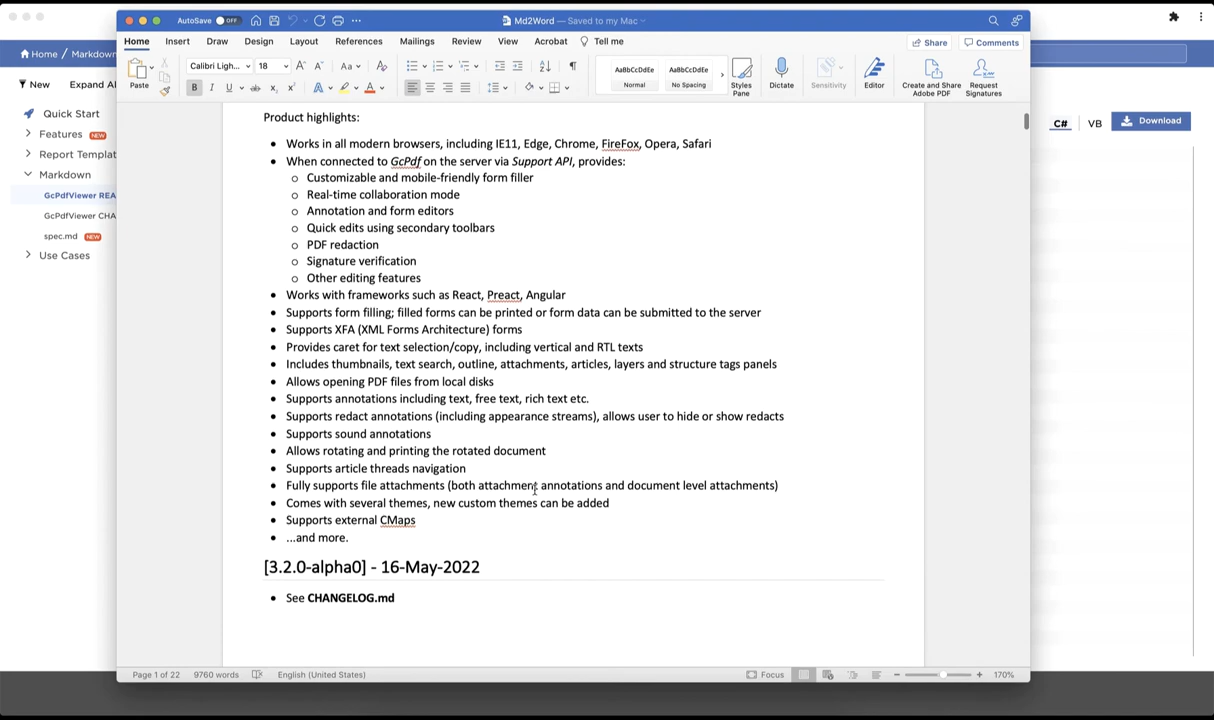 AutoSave OFF
Md2Word — Saved to my Mac
Home Insert Draw Design Layout References Mailings Review View Acrobat Tell me
Share Comments
Paste
Calibri Ligh... 18
Aa
B I U ab x₂ x²
A A
AaBbCcDdEe
Normal
AaBbCcDdEe
No Spacing
Styles Pane
Dictate
Sensitivity
Editor
Create and Share Adobe PDF
Request Signatures
Home / Markdown
New Expand Al
Quick Start
Features NEW
Report Templat
Markdown
GcPdfViewer REA
GcPdfViewer CHA
spec.md NEW
Use Cases
C# VB Download
Product highlights:
• Works in all modern browsers, including IE11, Edge, Chrome, FireFox, Opera, Safari
• When connected to GcPdf on the server via Support API, provides:
o Customizable and mobile-friendly form filler
o Real-time collaboration mode
o Annotation and form editors
o Quick edits using secondary toolbars
o PDF redaction
o Signature verification
o Other editing features
• Works with frameworks such as React, Preact, Angular
• Supports form filling; filled forms can be printed or form data can be submitted to the server
• Supports XFA (XML Forms Architecture) forms
• Provides caret for text selection/copy, including vertical and RTL texts
• Includes thumbnails, text search, outline, attachments, articles, layers and structure tags panels
• Allows opening PDF files from local disks
• Supports annotations including text, free text, rich text etc.
• Supports redact annotations (including appearance streams), allows user to hide or show redacts
• Supports sound annotations
• Allows rotating and printing the rotated document
• Supports article threads navigation
• Fully supports file attachments (both attachment annotations and document level attachments)
• Comes with several themes, new custom themes can be added
• Supports external CMaps
• ...and more.
[3.2.0-alpha0] - 16-May-2022
• See CHANGELOG.md
Page 1 of 22 9760 words English (United States) Focus 170%